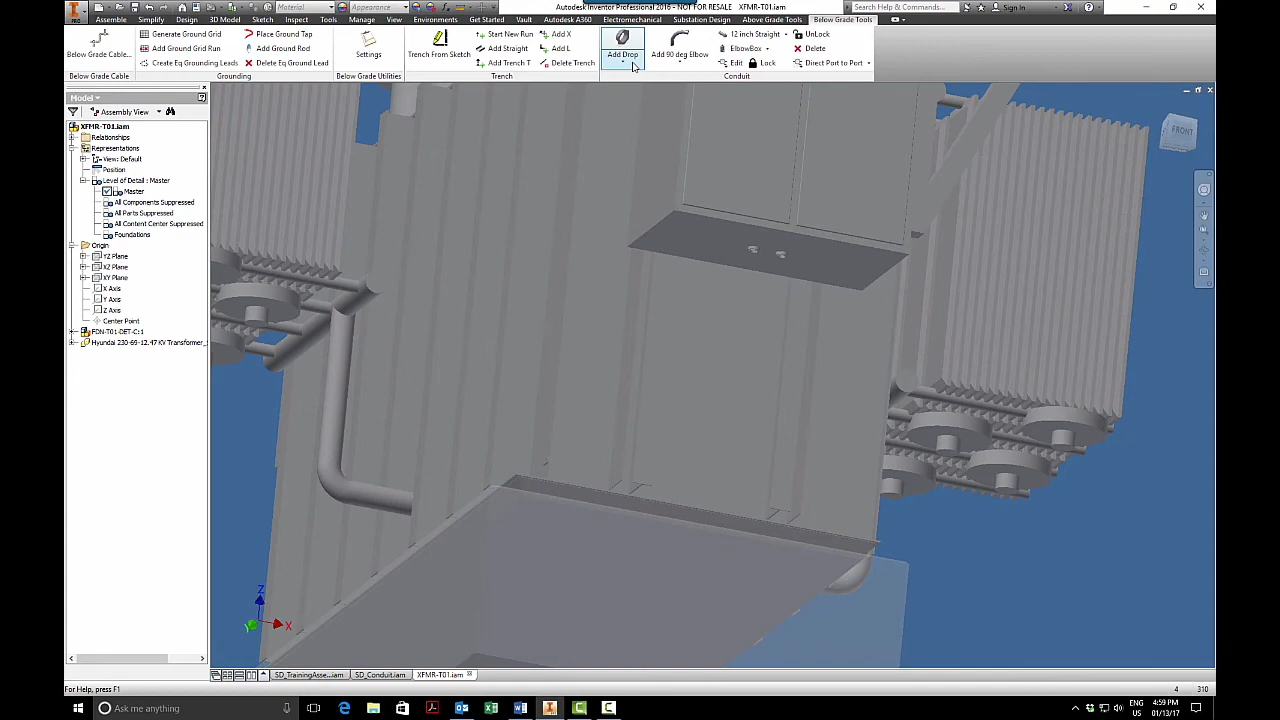 Autodesk Inventor Professional 2016 - NOT FOR RESALE XFMR-T01.iam
Material
Appearance
Search Help & Commands...
Sign In
PRO
Assembly Simplify Design 3D Model Sketch Inspect Tools Manage View Environments Get Started Vault Autodesk A360 Electromechanical Substation Design Above Grade Tools Below Grade Tools
Below Grade Cable...
Below Grade Cable
Generate Ground Grid
Add Ground Grid Run
Create Eq Grounding Leads
Place Ground Tap
Add Ground Rod
Delete Eq Ground Lead
Grounding
Settings
Below Grade Utilities
Trench From Sketch
Start New Run
Add Straight
Add Trench T
Add X
Add L
Delete Trench
Trench
Add Drop
Add 90 deg Elbow
12 inch Straight
ElbowBox
Edit
Lock
UnLock
Delete
Direct Port to Port
Conduit
Model
Assembly View
XFMR-T01.iam
Relationships
Representations
View: Default
Position
Level of Detail : Master
Master
All Components Suppressed
All Parts Suppressed
All Content Center Suppressed
Foundations
Origin
YZ Plane
XZ Plane
XY Plane
X Axis
Y Axis
Z Axis
Center Point
FDN-T01-DET-C:1
Hyundai 230-69-12.47 KV Transformer_
FRONT
Z
X
SD_TrainingAsse...iam
SD_Conduit.iam
XFMR-T01.iam
For Help, press F1
4 310
Ask me anything
ENG
US
4:59 PM
01/13/17